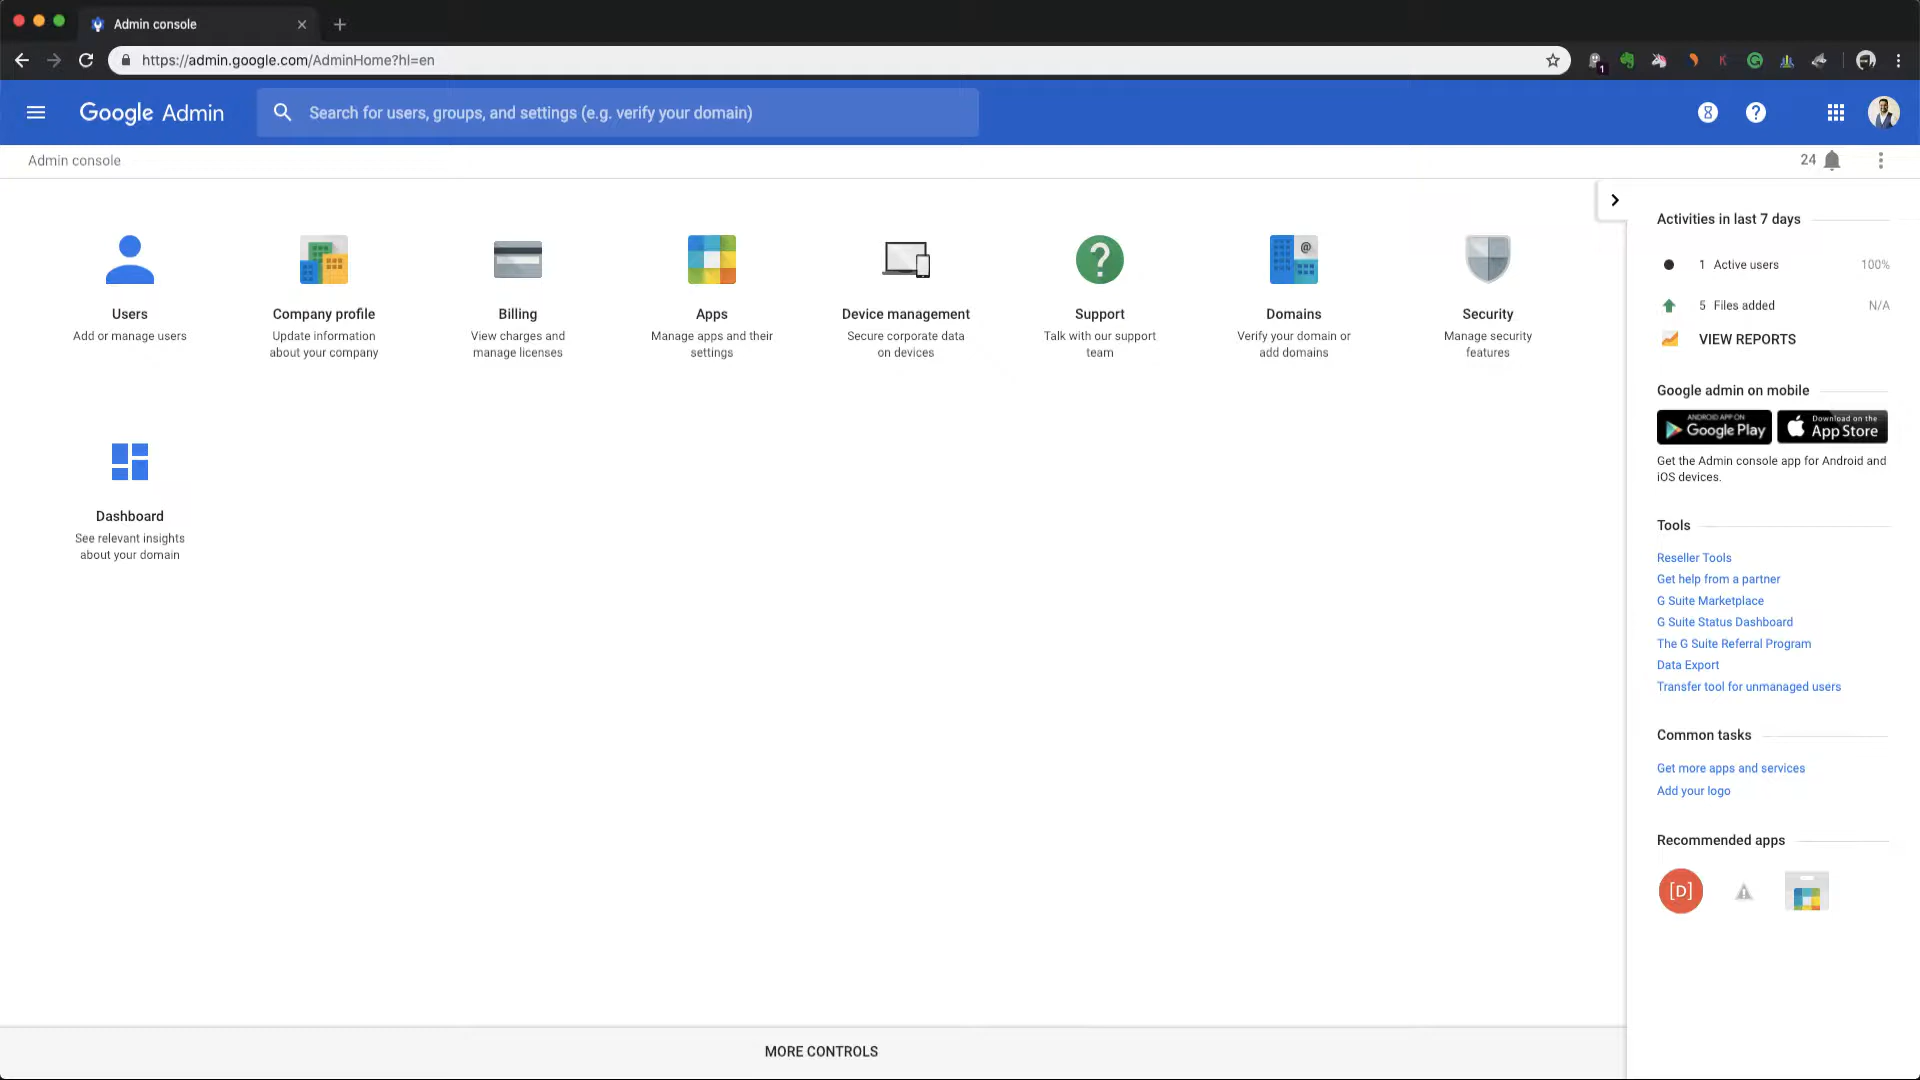 Admin console
https://admin.google.com/AdminHome?hl=en
1
K
Google Admin
Search for users, groups, and settings (e.g. verify your domain)
Admin console
24
Users
Add or manage users
Company profile
Update information
about your company
Billing
View charges and
manage licenses
Apps
Manage apps and their
settings
Device management
Secure corporate data
on devices
Support
Talk with our support
team
Domains
Verify your domain or
add domains
Security
Manage security
features
Dashboard
See relevant insights
about your domain
MORE CONTROLS
Activities in last 7 days
1 Active users 100%
5 Files added N/A
VIEW REPORTS
Google admin on mobile
ANDROID APP ON
Google Play
Download on the
App Store
Get the Admin console app for Android and
iOS devices.
Tools
Reseller Tools
Get help from a partner
G Suite Marketplace
G Suite Status Dashboard
The G Suite Referral Program
Data Export
Transfer tool for unmanaged users
Common tasks
Get more apps and services
Add your logo
Recommended apps
[D]